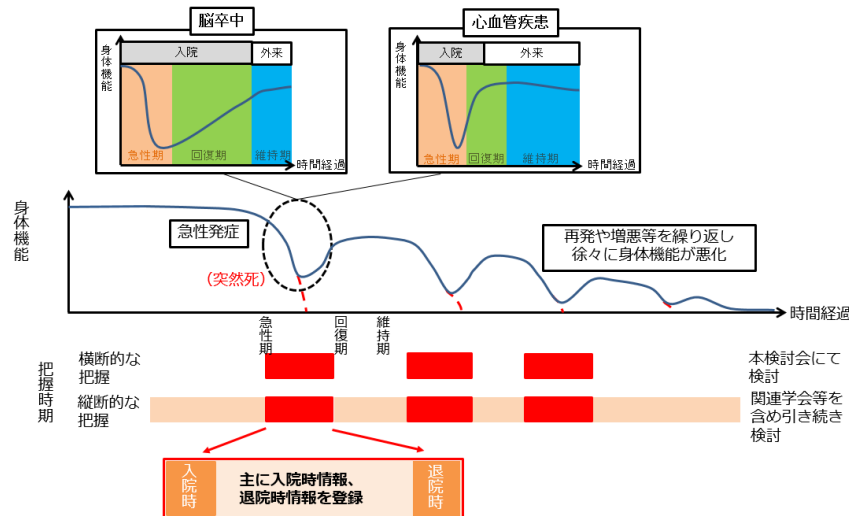 脳卒中
身体機能
入院
外来
急性期
回復期
維持期
時間経過
心血管疾患
身体機能
入院
外来
急性期
回復期
維持期
時間経過
身体機能
急性発症
(突然死)
再発や増悪等を繰り返し
徐々に身体機能が悪化
時間経過
急性期
回復期
維持期
把握時期
横断的な
把握
本検討会にて
検討
縦断的な
把握
関連学会等を
含め引き続き
検討
入院時
主に入院時情報、
退院時情報を登録
退院時